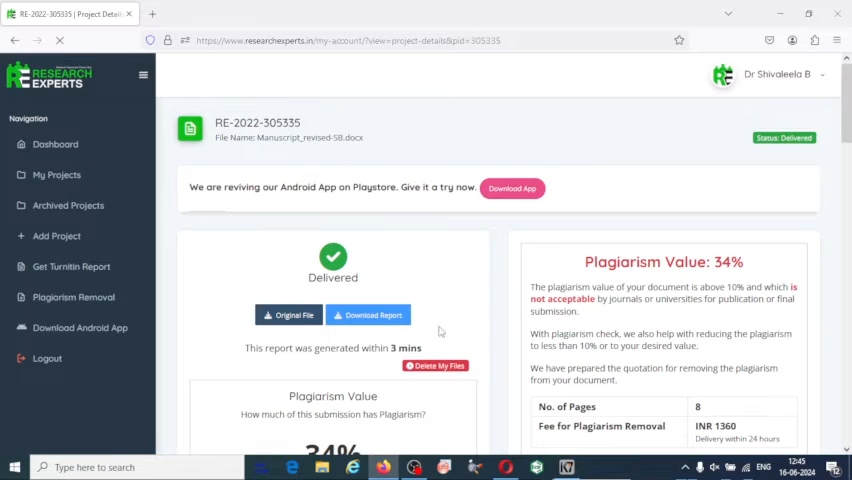 RE-2022-305335 | Project Details
https://www.researchexperts.in/my-account/?view=project-details&pid=305335
RESEARCH
EXPERTS
Dr Shivaleela B
Navigation
Dashboard
My Projects
Archived Projects
Add Project
Get Turnitin Report
Plagiarism Removal
Download Android App
Logout
RE-2022-305335
File Name: Manuscript_revised-SB.docx
Status: Delivered
We are reviving our Android App on Playstore. Give it a try now.
Download App
Delivered
Original File
Download Report
This report was generated within 3 mins
Delete My Files
Plagiarism Value
How much of this submission has Plagiarism?
34%
Plagiarism Value: 34%
The plagiarism value of your document is above 10% and which is
not acceptable by journals or universities for publication or final
submission.
With plagiarism check, we also help with reducing the plagiarism
to less than 10% or to your desired value.
We have prepared the quotation for removing the plagiarism
from your document.
No. of Pages 8
Fee for Plagiarism Removal INR 1360
Delivery within 24 hours
Type here to search
ENG
12:45
16-06-2024